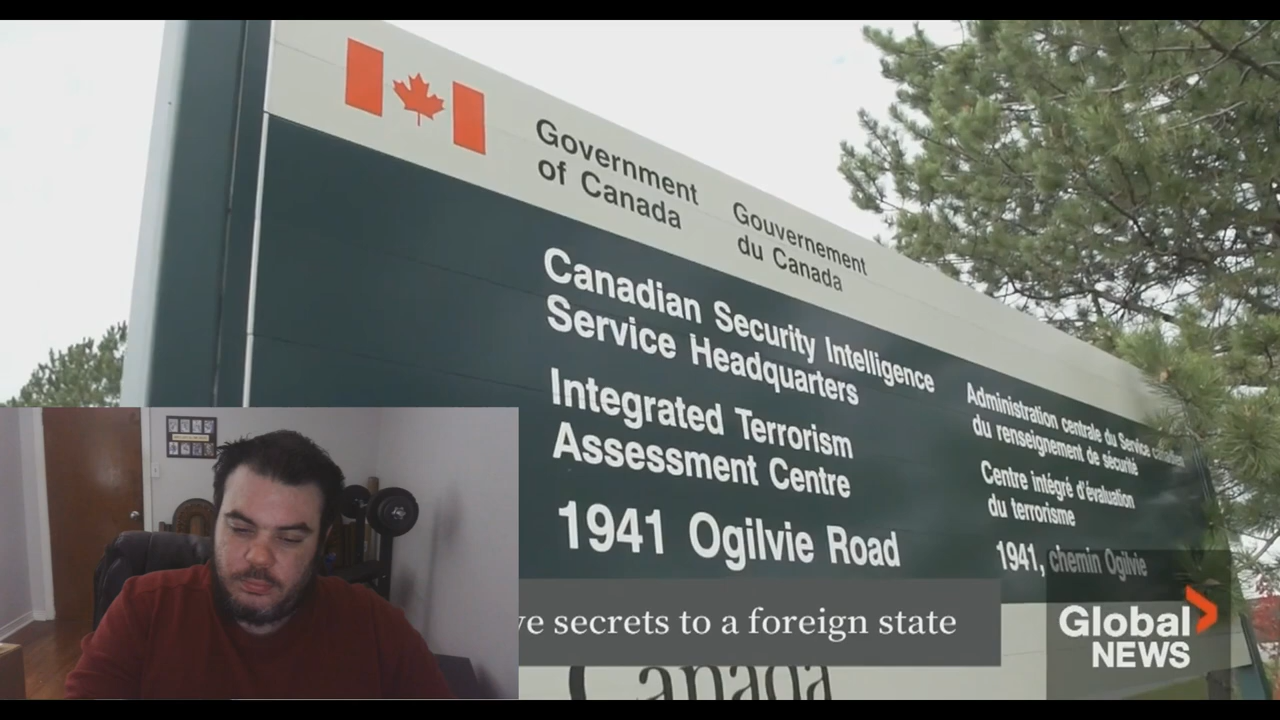 Government
of Canada
Gouvernement
du Canada
Canadian Security Intelligence
Service Headquarters
Integrated Terrorism
Assessment Centre
1941 Ogilvie Road
Administration centrale du Service
du renseignement de sécurité
Centre intégré d'évaluation
du terrorisme
1941, chemin Ogilvie
secrets to a foreign state
Canada
Global
NEWS